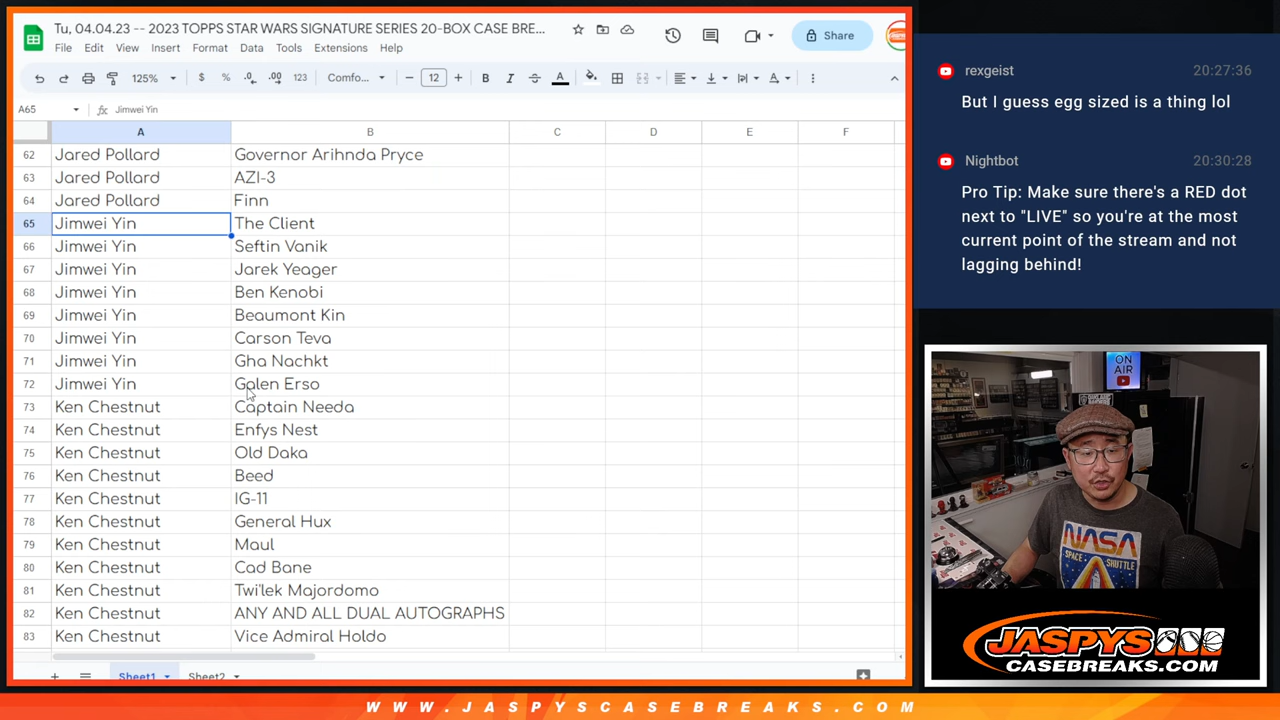 Tu, 04.04.23 -- 2023 TOPPS STAR WARS SIGNATURE SERIES 20-BOX CASE BRE...
File Edit View Insert Format Data Tools Extensions Help
Share
125% $ % .0 .00 123 Comfo... 12 B I A
A65 fx Jimwei Yin
A B C D E F
62 Jared Pollard Governor Arihnda Pryce
63 Jared Pollard AZI-3
64 Jared Pollard Finn
65 Jimwei Yin The Client
66 Jimwei Yin Seftin Vanik
67 Jimwei Yin Jarek Yeager
68 Jimwei Yin Ben Kenobi
69 Jimwei Yin Beaumont Kin
70 Jimwei Yin Carson Teva
71 Jimwei Yin Gha Nachkt
72 Jimwei Yin Galen Erso
73 Ken Chestnut Captain Needa
74 Ken Chestnut Enfys Nest
75 Ken Chestnut Old Daka
76 Ken Chestnut Beed
77 Ken Chestnut IG-11
78 Ken Chestnut General Hux
79 Ken Chestnut Maul
80 Ken Chestnut Cad Bane
81 Ken Chestnut Twi'lek Majordomo
82 Ken Chestnut ANY AND ALL DUAL AUTOGRAPHS
83 Ken Chestnut Vice Admiral Holdo
Sheet1 Sheet2
rexgeist 20:27:36
But I guess egg sized is a thing lol
Nightbot 20:30:28
Pro Tip: Make sure there's a RED dot
next to "LIVE" so you're at the most
current point of the stream and not
lagging behind!
ON
AIR
NASA
SPACE SHUTTLE
JASPYS
CASEBREAKS.COM
WWW.JASPYSCASEBREAKS.COM